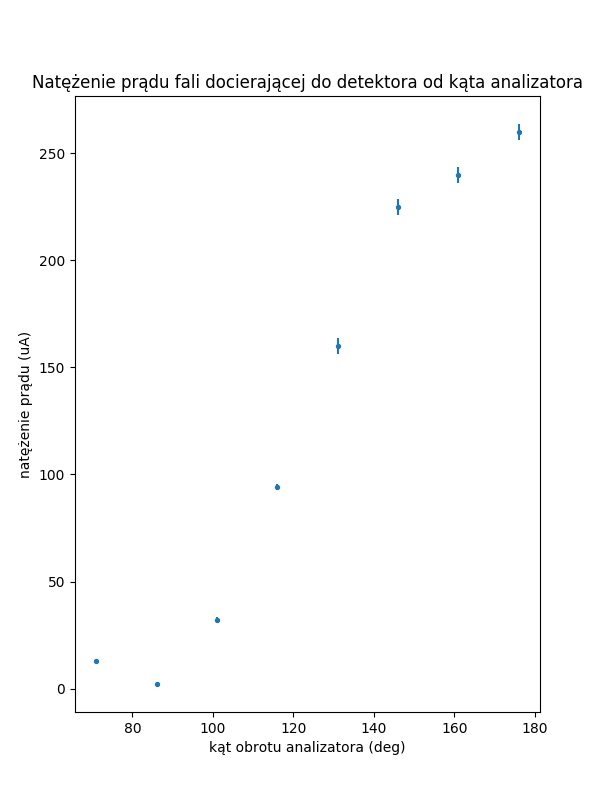 Natężenie prądu fali docierającej do detektora od kąta analizatora
250
200
150
100
50
0
natężenie prądu (uA)
80 100 120 140 160 180
kąt obrotu analizatora (deg)